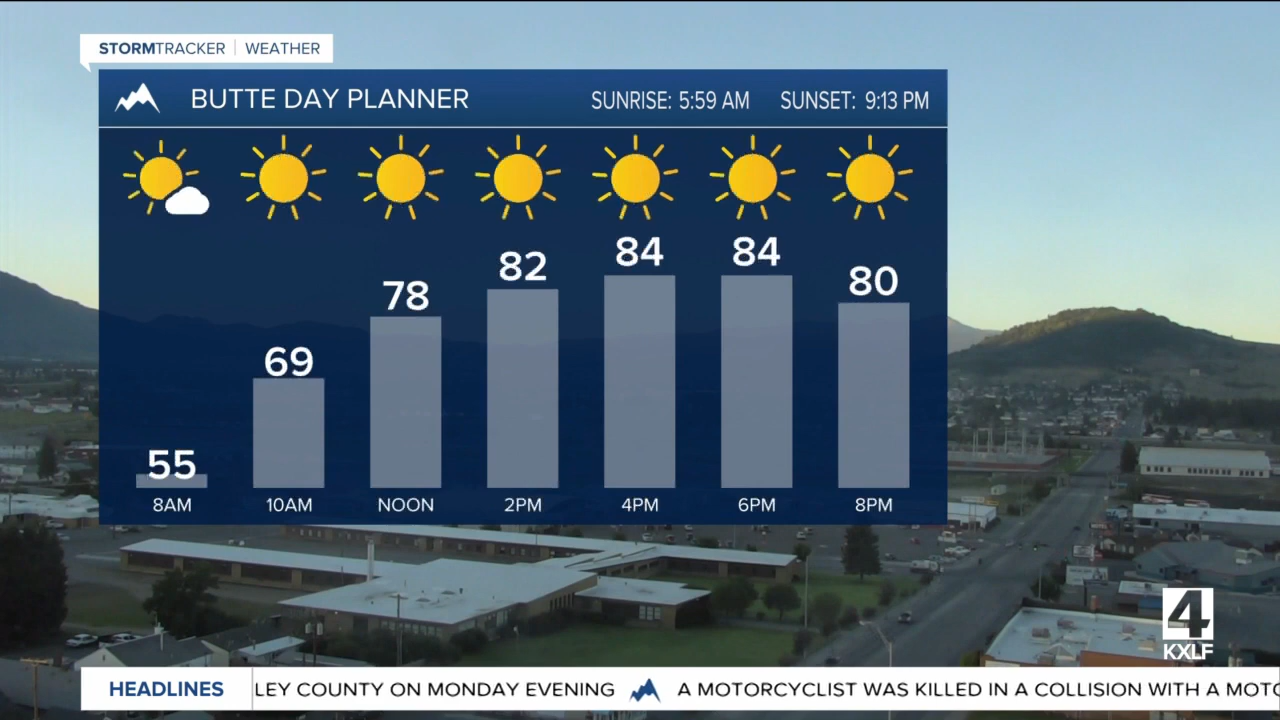 STORMTRACKER | WEATHER
BUTTE DAY PLANNER SUNRISE: 5:59 AM SUNSET: 9:13 PM
55 69 78 82 84 84 80
8AM 10AM NOON 2PM 4PM 6PM 8PM
4
KXLF
HEADLINES LEY COUNTY ON MONDAY EVENING A MOTORCYCLIST WAS KILLED IN A COLLISION WITH A MOTO